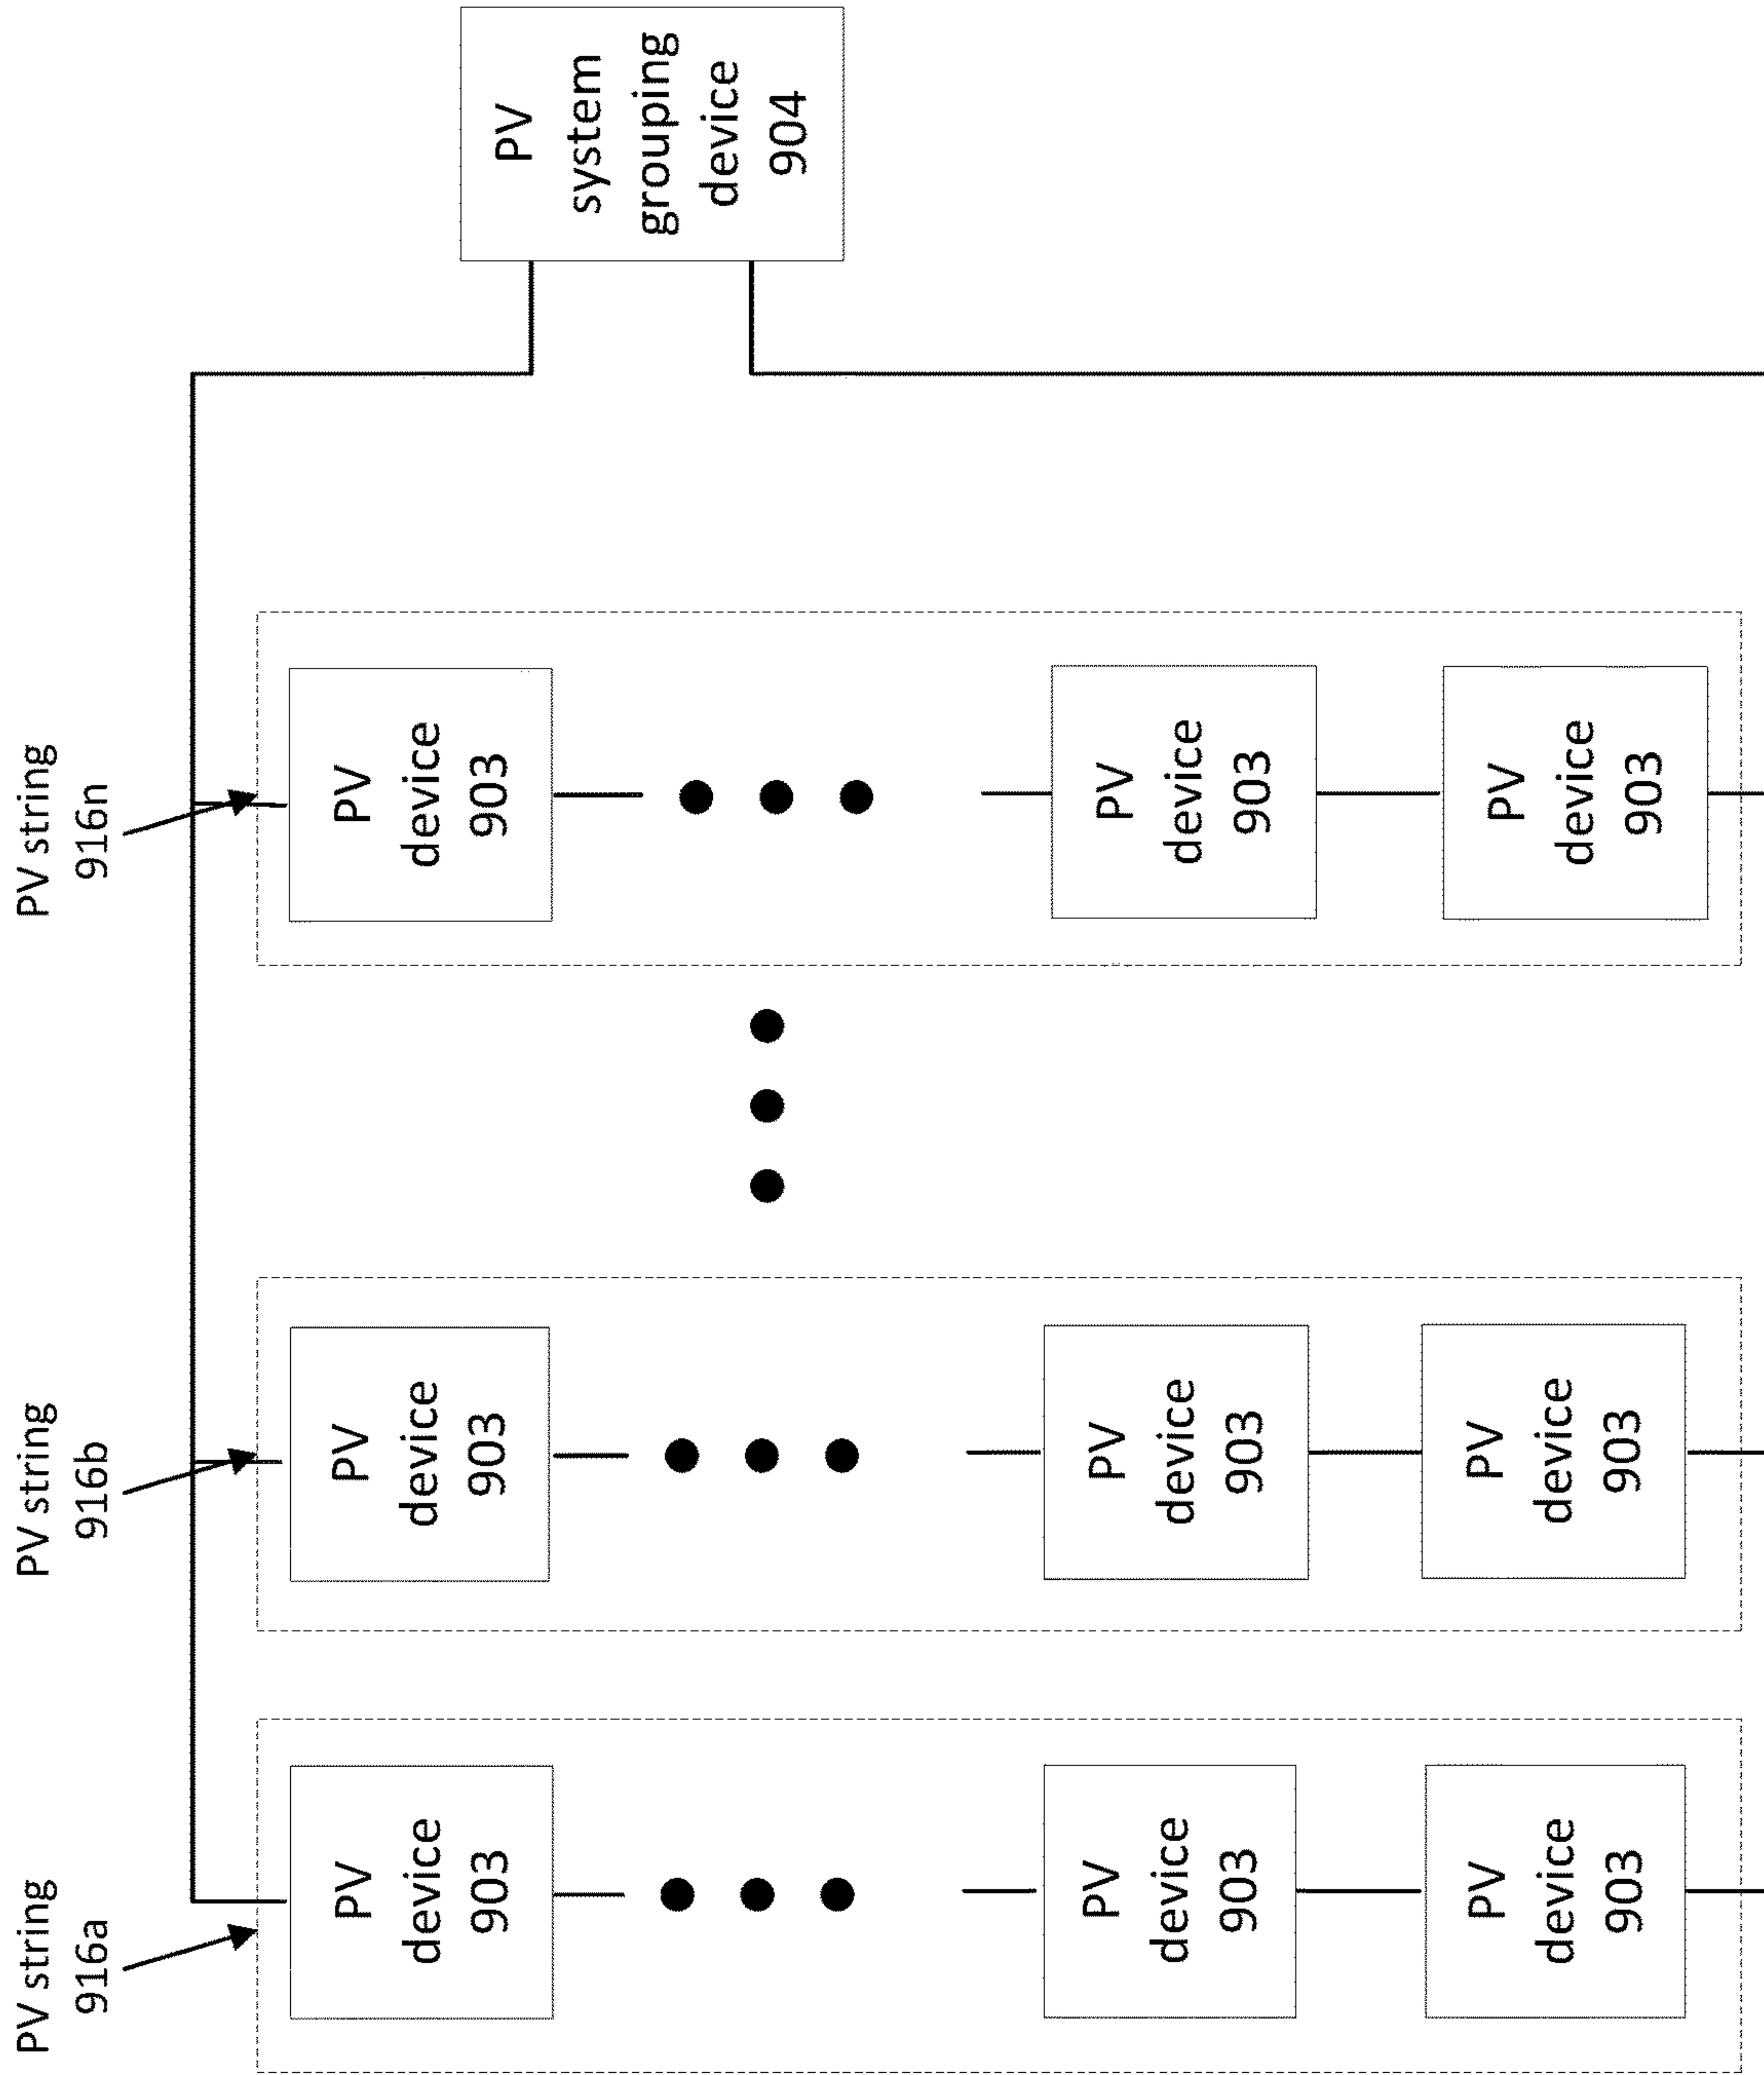 PV string
916a
PV string
916b
PV string
916n
PV
device
903
PV
device
903
PV
device
903
PV
system
grouping
device
904
PV
device
903
PV
device
903
PV
device
903
PV
device
903
PV
device
903
PV
device
903